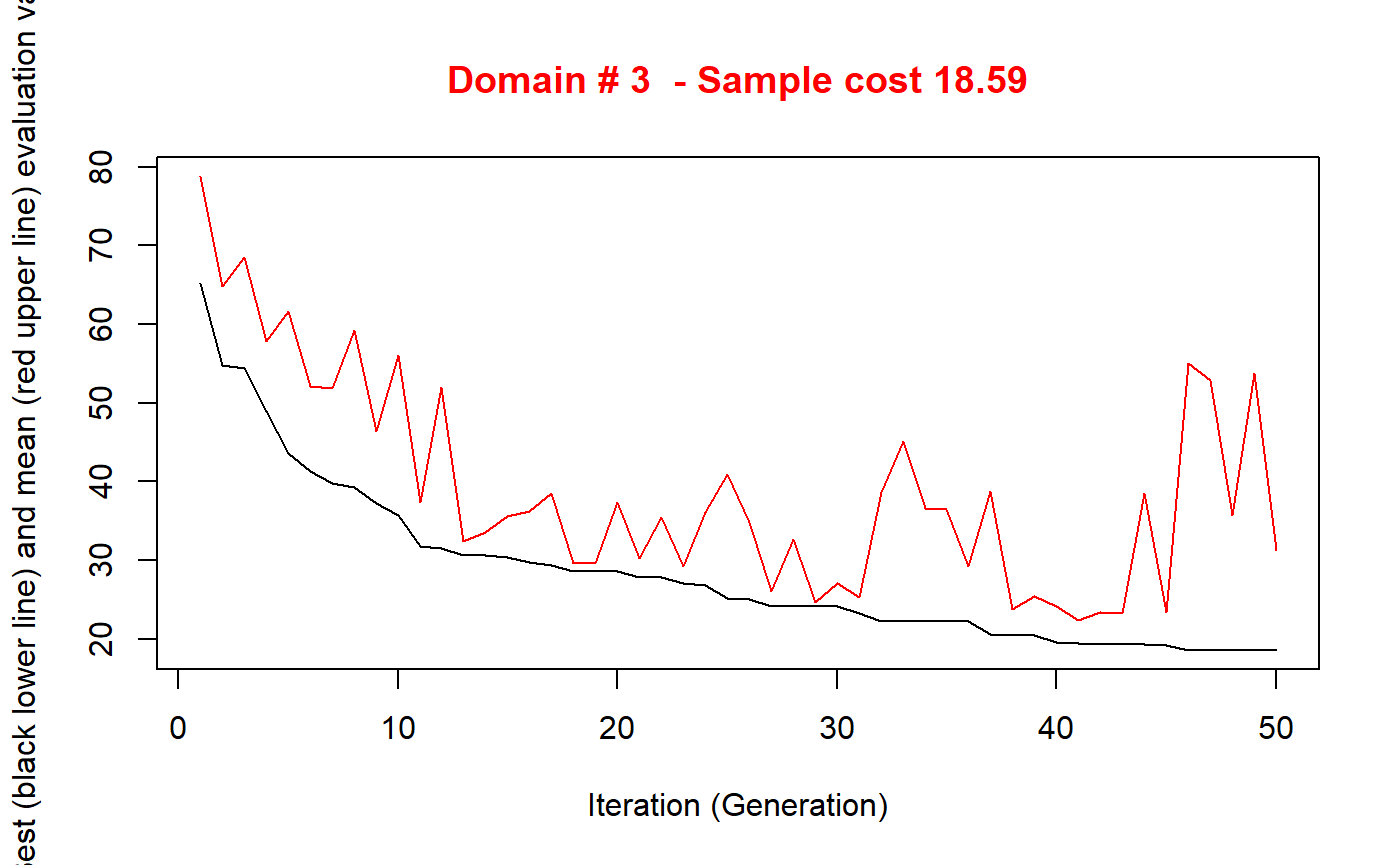 Domain # 3  - Sample cost 18.59
est (black lower line) and mean (red upper line) evaluation
80
70
60
50
40
30
20
0 10 20 30 40 50
Iteration (Generation)